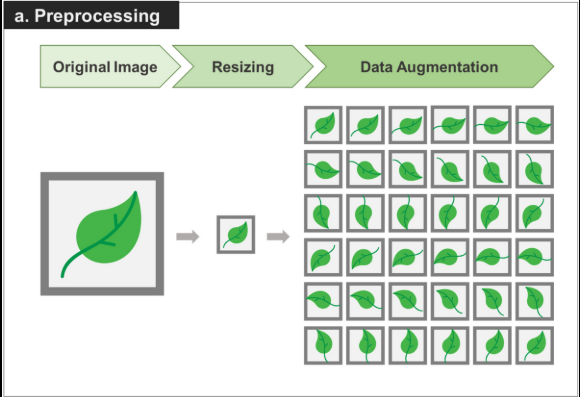 a. Preprocessing
Original Image
Resizing
Data Augmentation